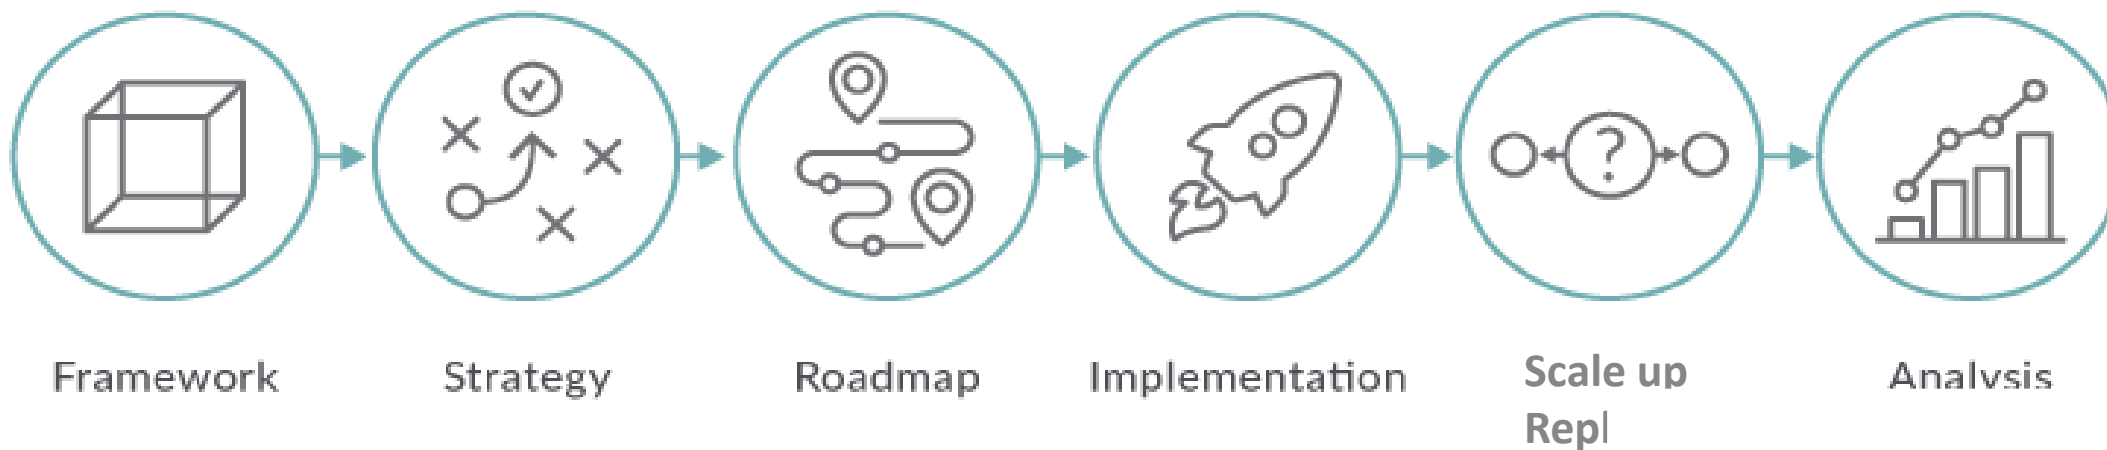 Framework
Strategy
Roadmap
Implementation
?
Scale up
Repl
Analysis